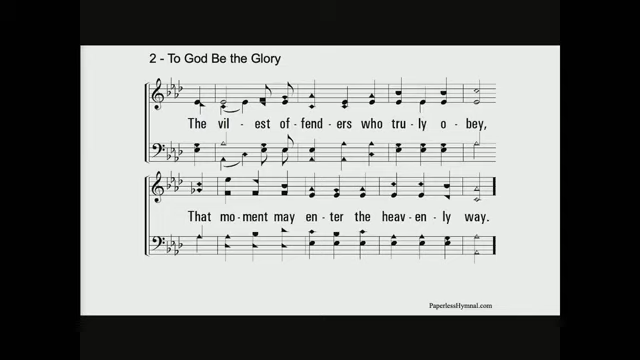 2 - To God Be the Glory
The vil - est of - fend - ers who tru - ly o - bey,
That mo - ment may en - ter the heav - en - ly way.
PaperlessHymnal.com